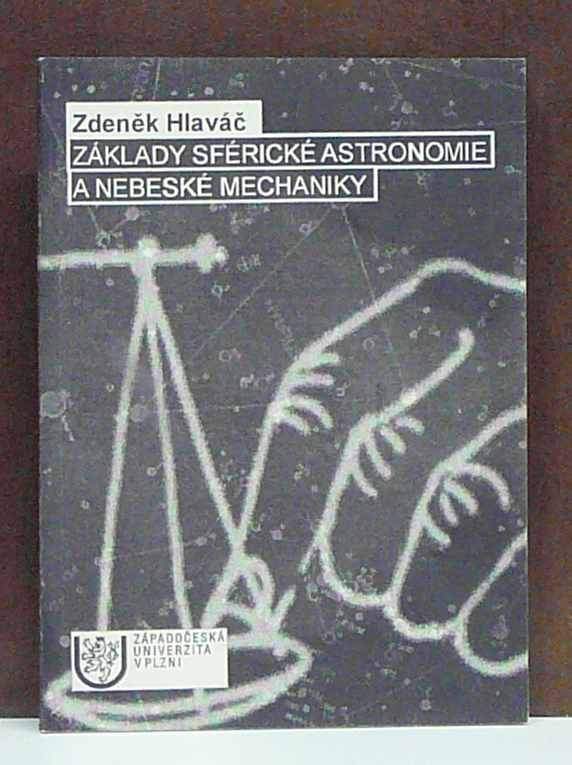 Zdeněk Hlaváč
ZÁKLADY SFÉRICKÉ ASTRONOMIE
A NEBESKÉ MECHANIKY
ZÁPADOČESKÁ
UNIVERZITA
V PLZNI